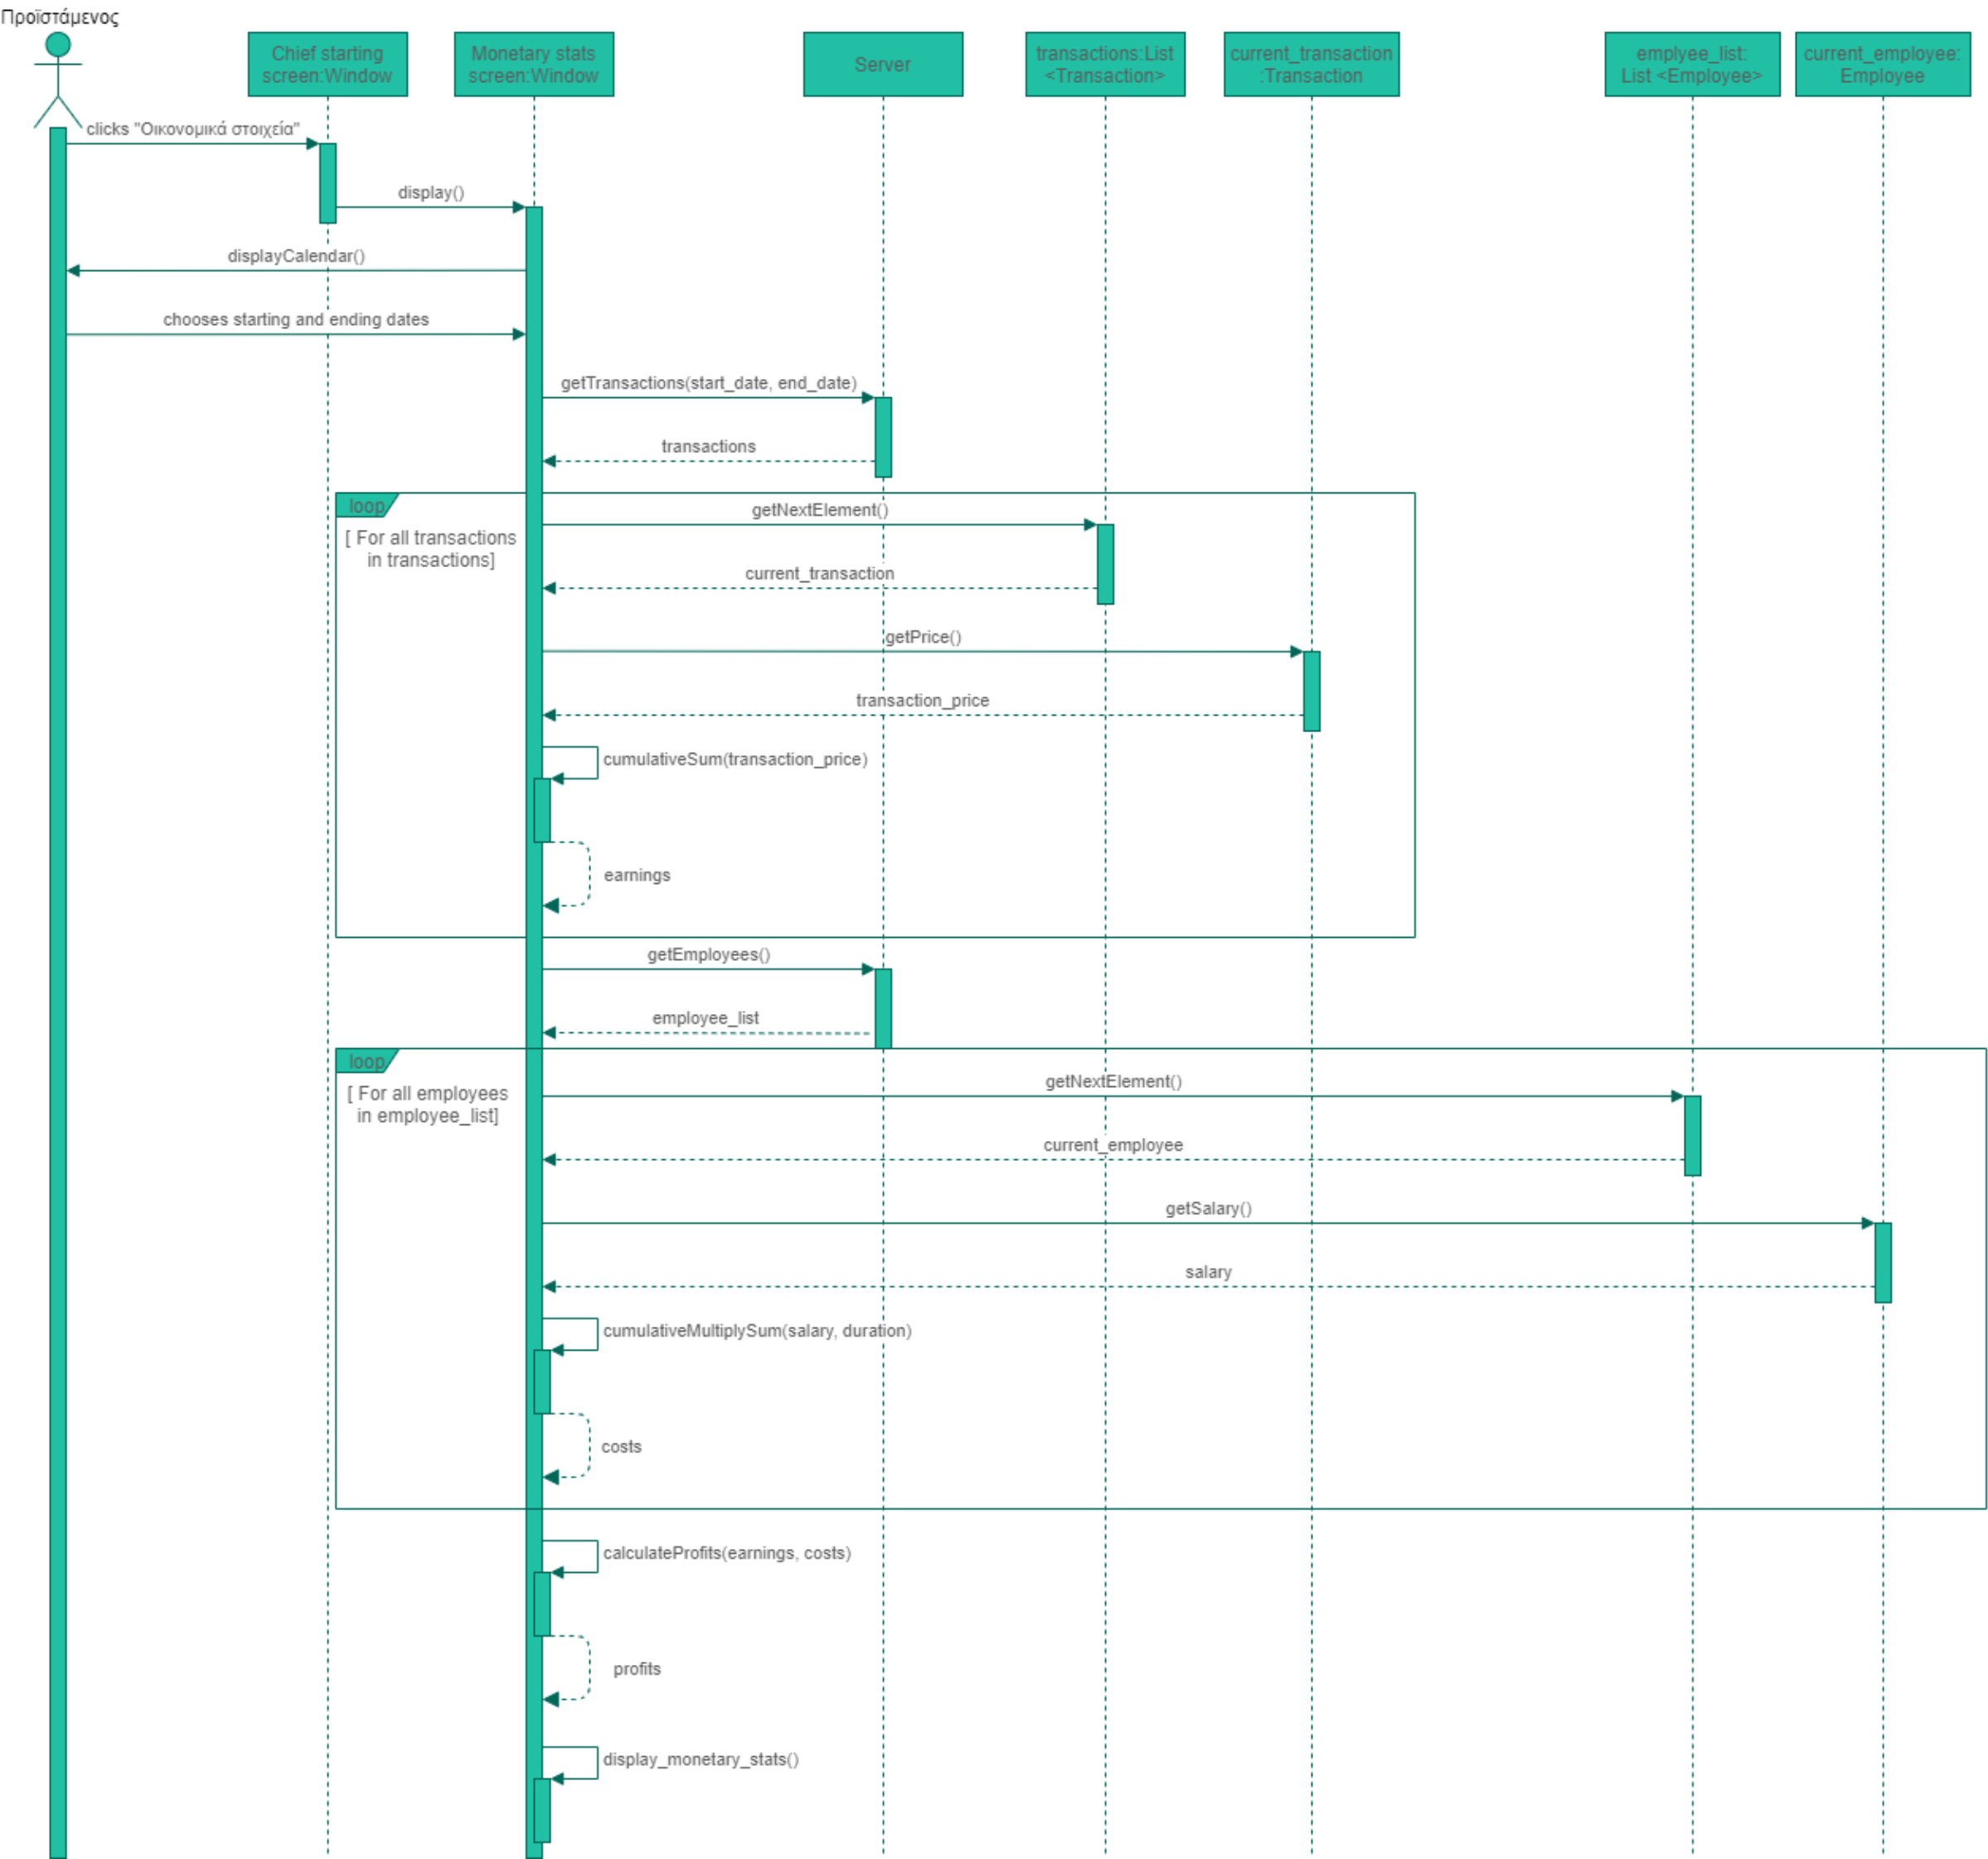 Προϊστάμενος
Chief starting
screen:Window
Monetary stats
screen:Window
Server
transactions:List
<Transaction>
current_transaction
:Transaction
emplyee_list:
List <Employee>
current_employee:
Employee
clicks "Οικονομικά στοιχεία"
display()
displayCalendar()
chooses starting and ending dates
getTransactions(start_date, end_date)
transactions
loop
[ For all transactions
in transactions]
getNextElement()
current_transaction
getPrice()
transaction_price
cumulativeSum(transaction_price)
earnings
getEmployees()
employee_list
loop
[ For all employees
in employee_list]
getNextElement()
current_employee
getSalary()
salary
cumulativeMultiplySum(salary, duration)
costs
calculateProfits(earnings, costs)
profits
display_monetary_stats()